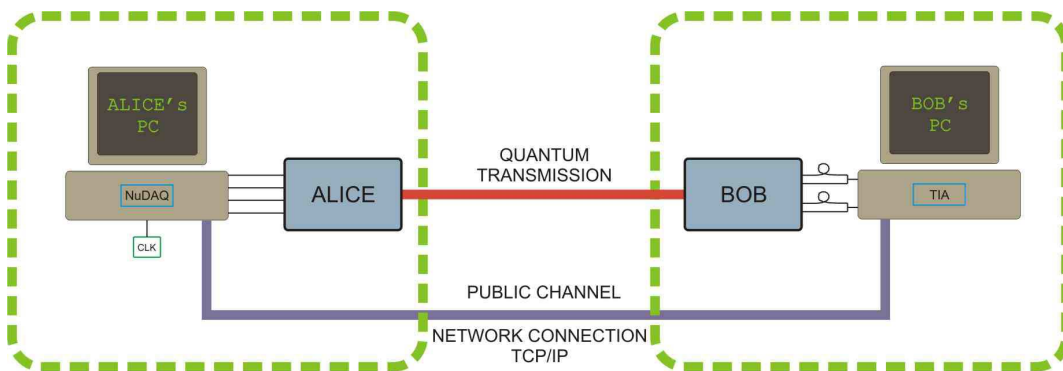 ALICE's
PC
NuDAQ
CLK
ALICE
QUANTUM
TRANSMISSION
BOB
BOB's
PC
TIA
PUBLIC CHANNEL
NETWORK CONNECTION
TCP/IP